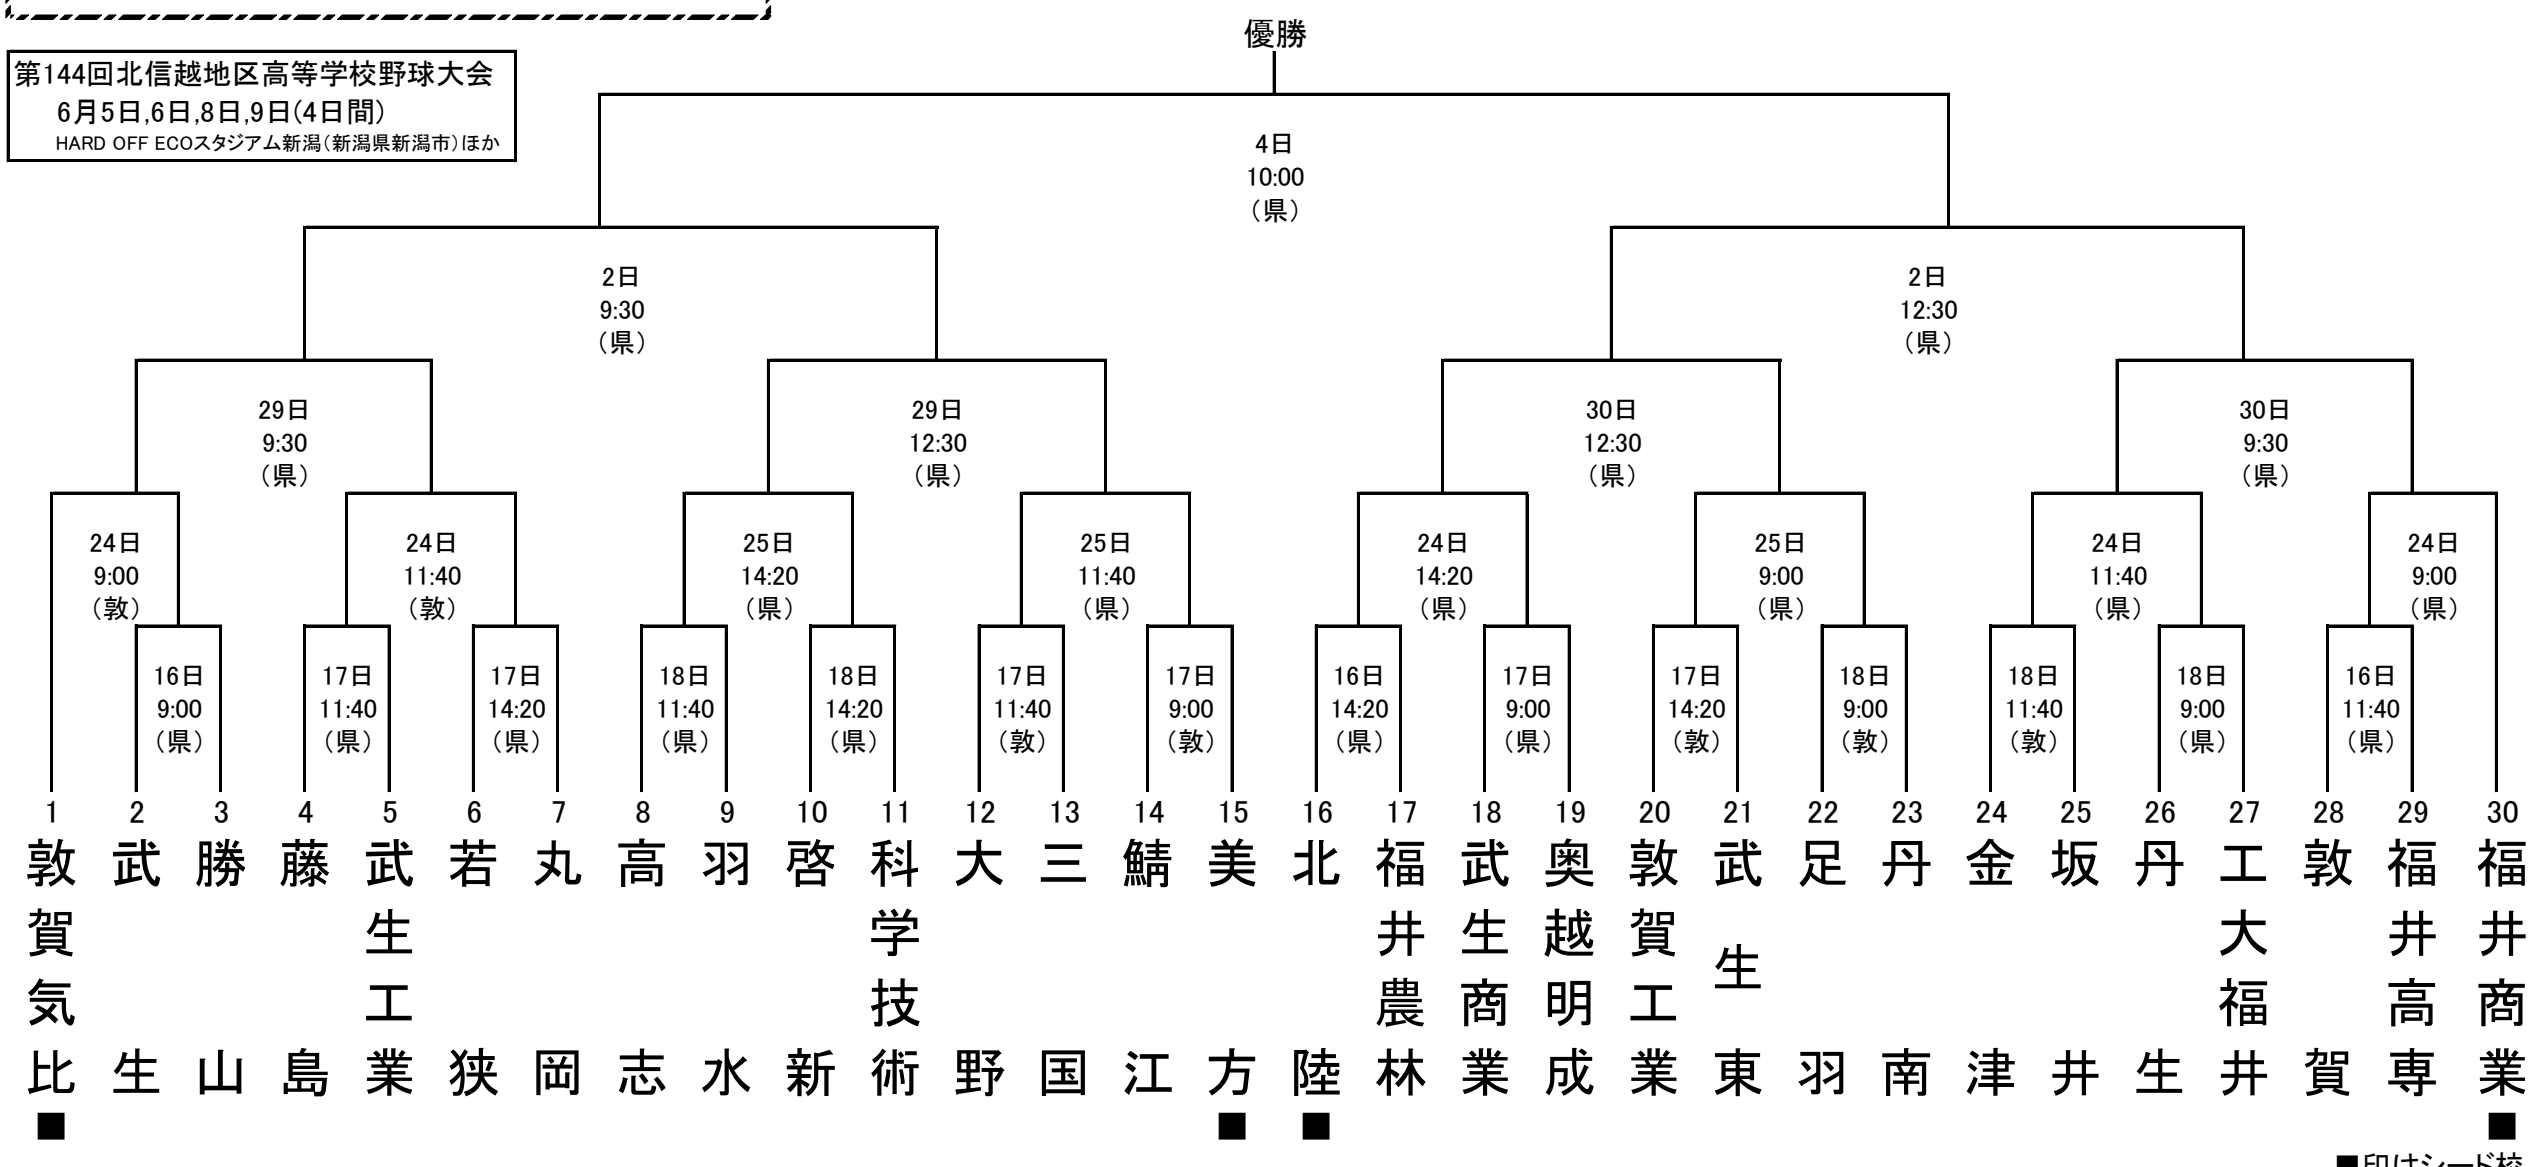 優勝
第144回北信越地区高等学校野球大会
6月5日,6日,8日,9日(4日間)
HARD OFF ECOスタジアム新潟(新潟県新潟市)ほか
4日
10:00
(県)
2日
9:30
(県)
2日
12:30
(県)
29日
9:30
(県)
29日
12:30
(県)
30日
12:30
(県)
30日
9:30
(県)
24日
9:00
(敦)
24日
11:40
(敦)
25日
14:20
(県)
25日
11:40
(県)
24日
14:20
(県)
25日
9:00
(県)
24日
11:40
(県)
24日
9:00
(県)
16日
9:00
(県)
17日
11:40
(県)
17日
14:20
(県)
18日
11:40
(県)
18日
14:20
(県)
17日
11:40
(敦)
17日
9:00
(敦)
16日
14:20
(県)
17日
9:00
(県)
17日
14:20
(敦)
18日
9:00
(敦)
18日
11:40
(敦)
18日
9:00
(県)
16日
11:40
(県)
1
敦賀気比
■
2
武生
3
勝山
4
藤島
5
武生工業
6
若狭
7
丸岡
8
高志
9
羽水
10
啓新
11
科学技術
12
大野
13
三国
14
鯖江
15
美方
■
16
北陸
■
17
福井農林
18
武生商業
19
奥越明成
20
敦賀工業
21
武生東
22
足羽
23
丹南
24
金津
25
坂井
26
丹生
27
工大福井
28
敦賀
29
福井高専
30
福井商業
■
■印はシード校